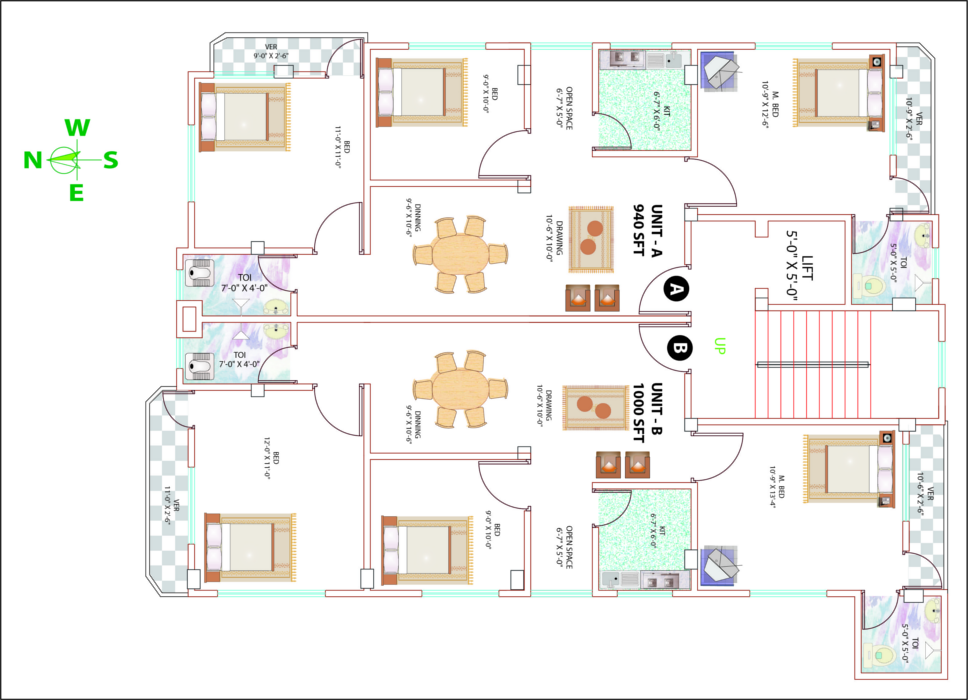 VER
9'-0" X 2'-6"
BED
11'-0" X 11'-0"
BED
9'-0" X 10'-0"
OPEN SPACE
6'-7" X 5'-0"
KIT
6'-7" X 6'-0"
M. BED
10'-9" X 12'-6"
VER
10'-9" X 2'-6"
W
N
S
E
DINNING
9'-6" X 10'-6"
DRAWING
10'-6" X 10'-0"
UNIT - A
940 SFT
A
LIFT
5'-0" X 5'-0"
TOI
5'-0" X 5'-0"
TOI
7'-0" X 4'-0"
TOI
7'-0" X 4'-0"
B
UP
DINNING
9'-6" X 10'-6"
DRAWING
10'-6" X 10'-0"
UNIT - B
1000 SFT
BED
12'-0" X 11'-0"
VER
11'-0" X 2'-6"
BED
9'-0" X 10'-0"
OPEN SPACE
6'-7" X 5'-0"
KIT
6'-7" X 6'-0"
M. BED
10'-9" X 13'-4"
VER
10'-6" X 2'-6"
TOI
5'-0" X 5'-0"